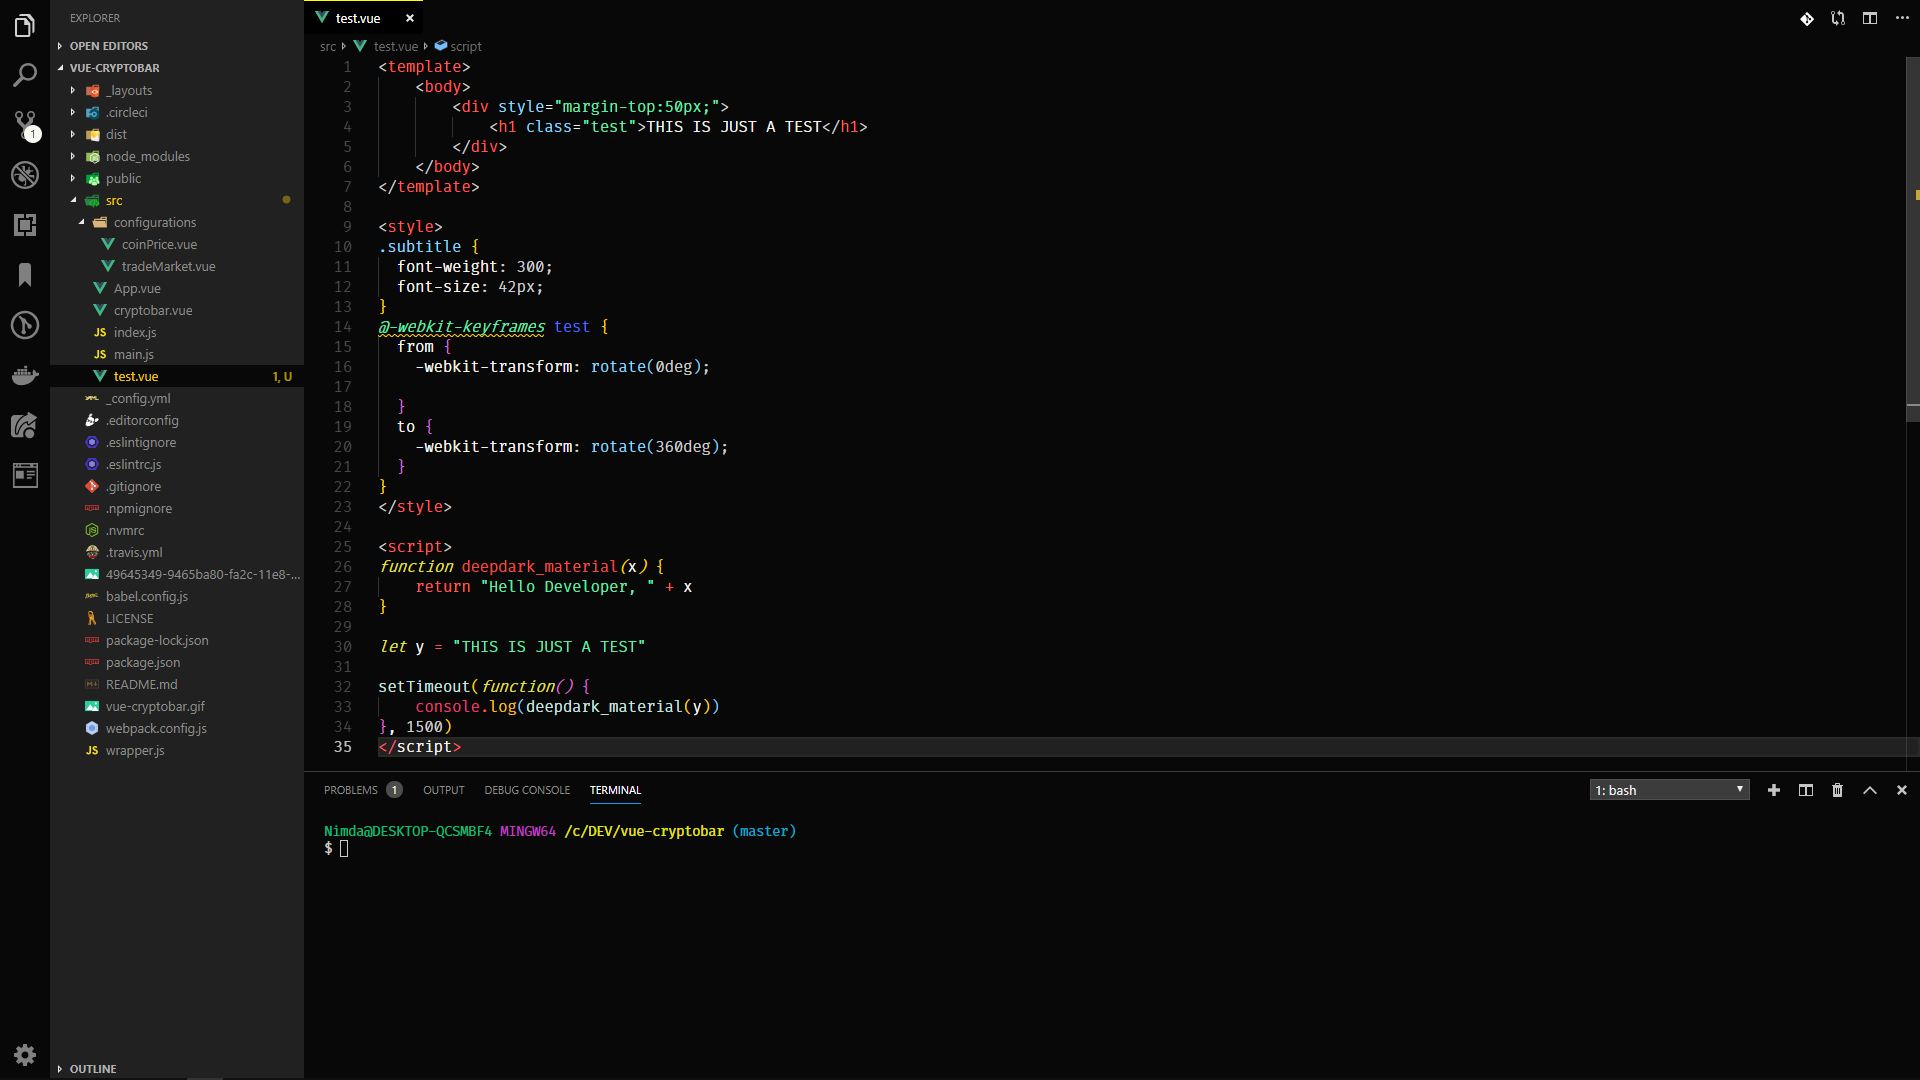 EXPLORER
OPEN EDITORS
VUE-CRYPTOBAR
_layouts
.circleci
dist
node_modules
public
src
configurations
coinPrice.vue
tradeMarket.vue
App.vue
cryptobar.vue
JS index.js
JS main.js
test.vue 1, U
_config.yml
.editorconfig
.eslintignore
.eslintrc.js
.gitignore
.npmignore
.nvmrc
.travis.yml
49645349-9465ba80-fa2c-11e8-...
babel.config.js
LICENSE
package-lock.json
package.json
README.md
vue-cryptobar.gif
webpack.config.js
JS wrapper.js
OUTLINE
1
test.vue ×
src test.vue script
1 <template>
2     <body>
3         <div style="margin-top:50px;">
4             <h1 class="test">THIS IS JUST A TEST</h1>
5         </div>
6     </body>
7 </template>
8
9 <style>
10 .subtitle {
11   font-weight: 300;
12   font-size: 42px;
13 }
14 @-webkit-keyframes test {
15   from {
16     -webkit-transform: rotate(0deg);
17
18   }
19   to {
20     -webkit-transform: rotate(360deg);
21   }
22 }
23 </style>
24
25 <script>
26 function deepdark_material(x) {
27     return "Hello Developer, " + x
28 }
29
30 let y = "THIS IS JUST A TEST"
31
32 setTimeout(function() {
33     console.log(deepdark_material(y))
34 }, 1500)
35 </script>
PROBLEMS 1 OUTPUT DEBUG CONSOLE TERMINAL 1: bash
Nimda@DESKTOP-QCSMBF4 MINGW64 /c/DEV/vue-cryptobar (master)
$